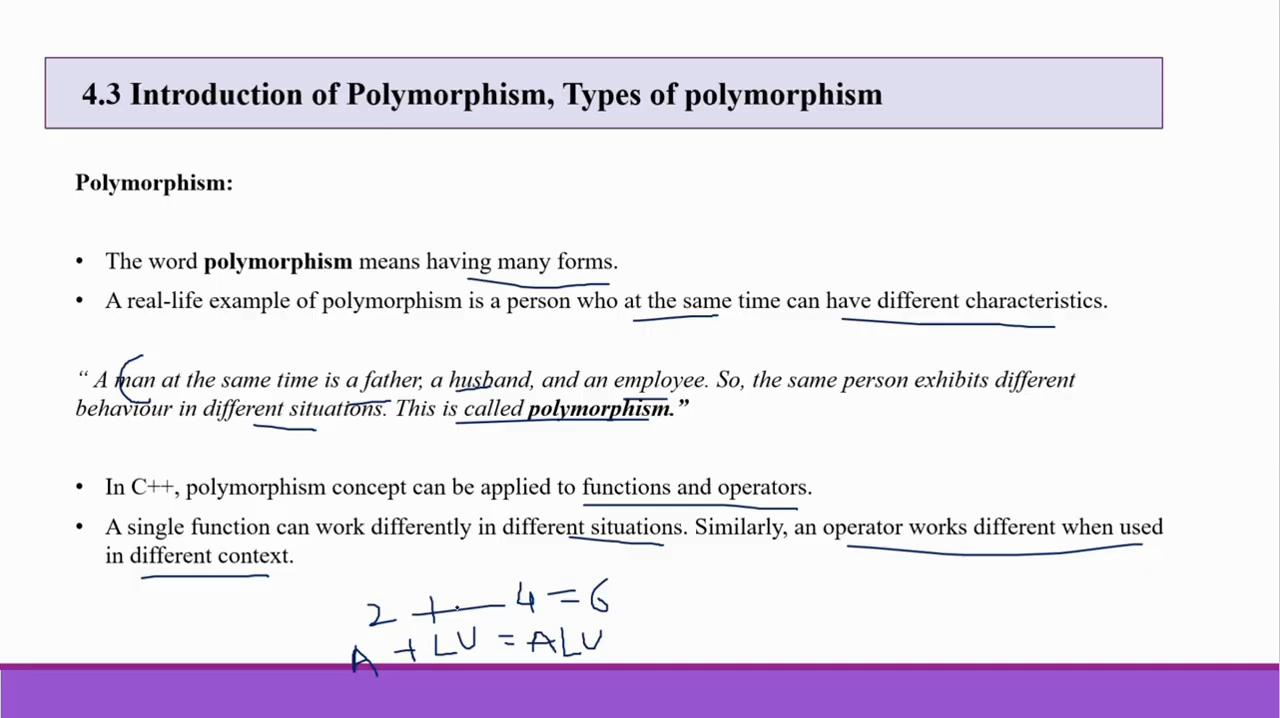 4.3 Introduction of Polymorphism, Types of polymorphism
Polymorphism:
• The word polymorphism means having many forms.
• A real-life example of polymorphism is a person who at the same time can have different characteristics.
“ A man at the same time is a father, a husband, and an employee. So, the same person exhibits different
behaviour in different situations. This is called polymorphism.”
• In C++, polymorphism concept can be applied to functions and operators.
• A single function can work differently in different situations. Similarly, an operator works different when used
in different context.
2 + 4 = 6
A + LU = ALU